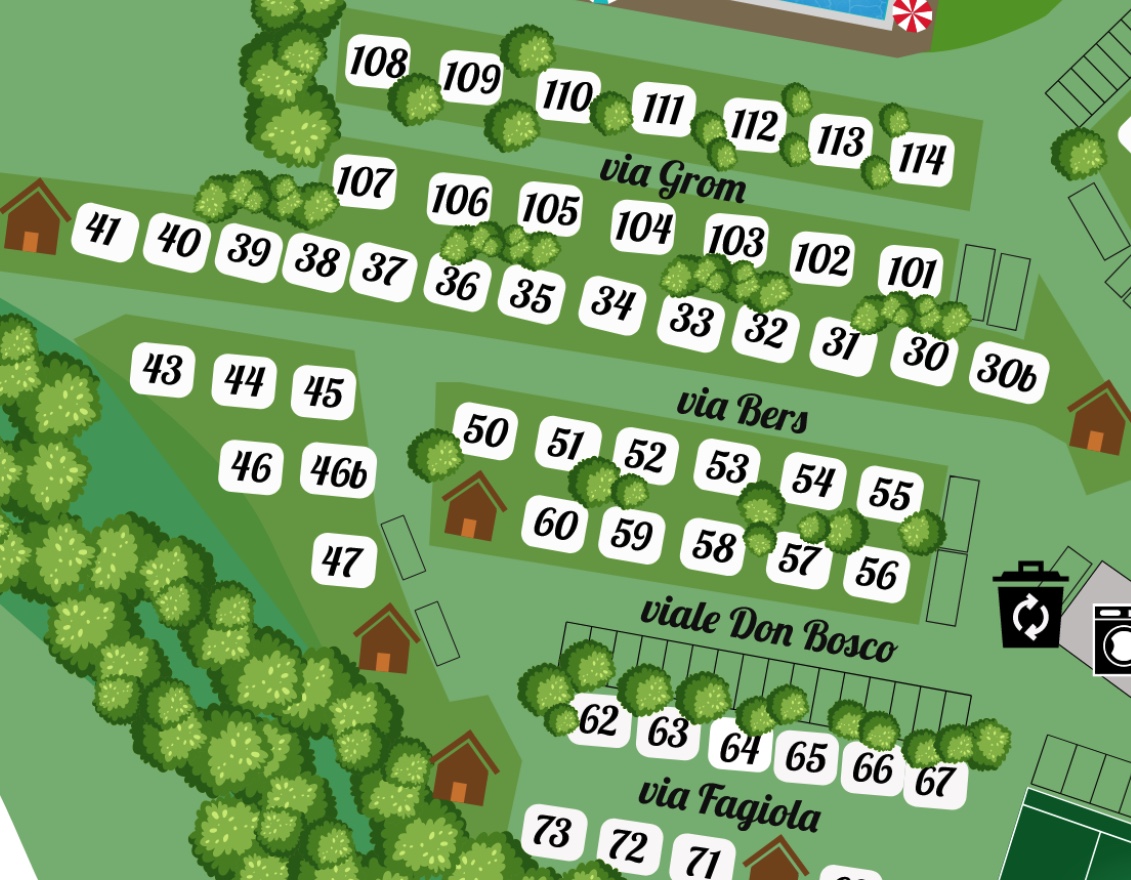 108 109 110 111 112 113 114
via Grom
107 106 105 104 103 102 101
41 40 39 38 37 36 35 34 33 32 31 30 30b
43 44 45
via Bers
50 51 52 53 54 55
46 46b
60 59 58 57 56
47
viale Don Bosco
62 63 64 65 66 67
via Fagiola
73 72 71